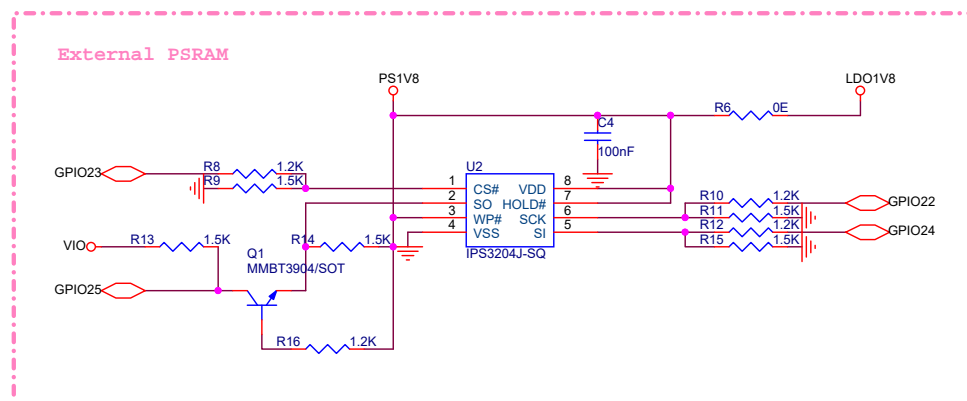 External PSRAM
PS1V8
LDO1V8
R6 0E
C4
100nF
U2
GPIO23
R8 1.2K
R9 1.5K
1 CS# VDD 8
2 SO HOLD# 7
3 WP# SCK 6
4 VSS SI 5
IPS3204J-SQ
R10 1.2K
GPIO22
R11 1.5K
R12 1.2K
GPIO24
R15 1.5K
VIO
R13 1.5K
R14 1.5K
Q1
MMBT3904/SOT
GPIO25
R16 1.2K